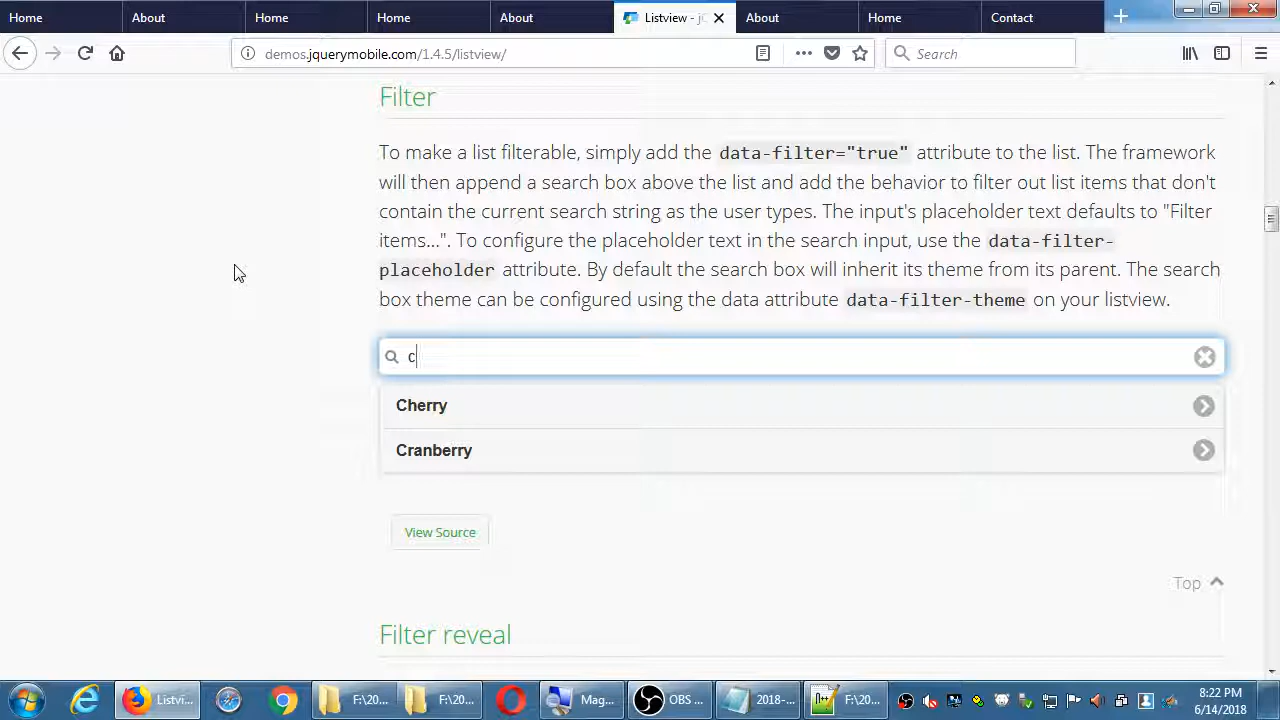 Home
About
Home
Home
About
Listview - jQ
About
Home
Contact
demos.jquerymobile.com/1.4.5/listview/
Search
Filter
To make a list filterable, simply add the data-filter="true" attribute to the list. The framework
will then append a search box above the list and add the behavior to filter out list items that don't
contain the current search string as the user types. The input's placeholder text defaults to "Filter
items...". To configure the placeholder text in the search input, use the data-filter-
placeholder attribute. By default the search box will inherit its theme from its parent. The search
box theme can be configured using the data attribute data-filter-theme on your listview.
c
Cherry
Cranberry
View Source
Top
Filter reveal
Listvi...
F:\20...
F:\20...
Mag...
OBS ...
2018-...
F:\20...
8:22 PM
6/14/2018